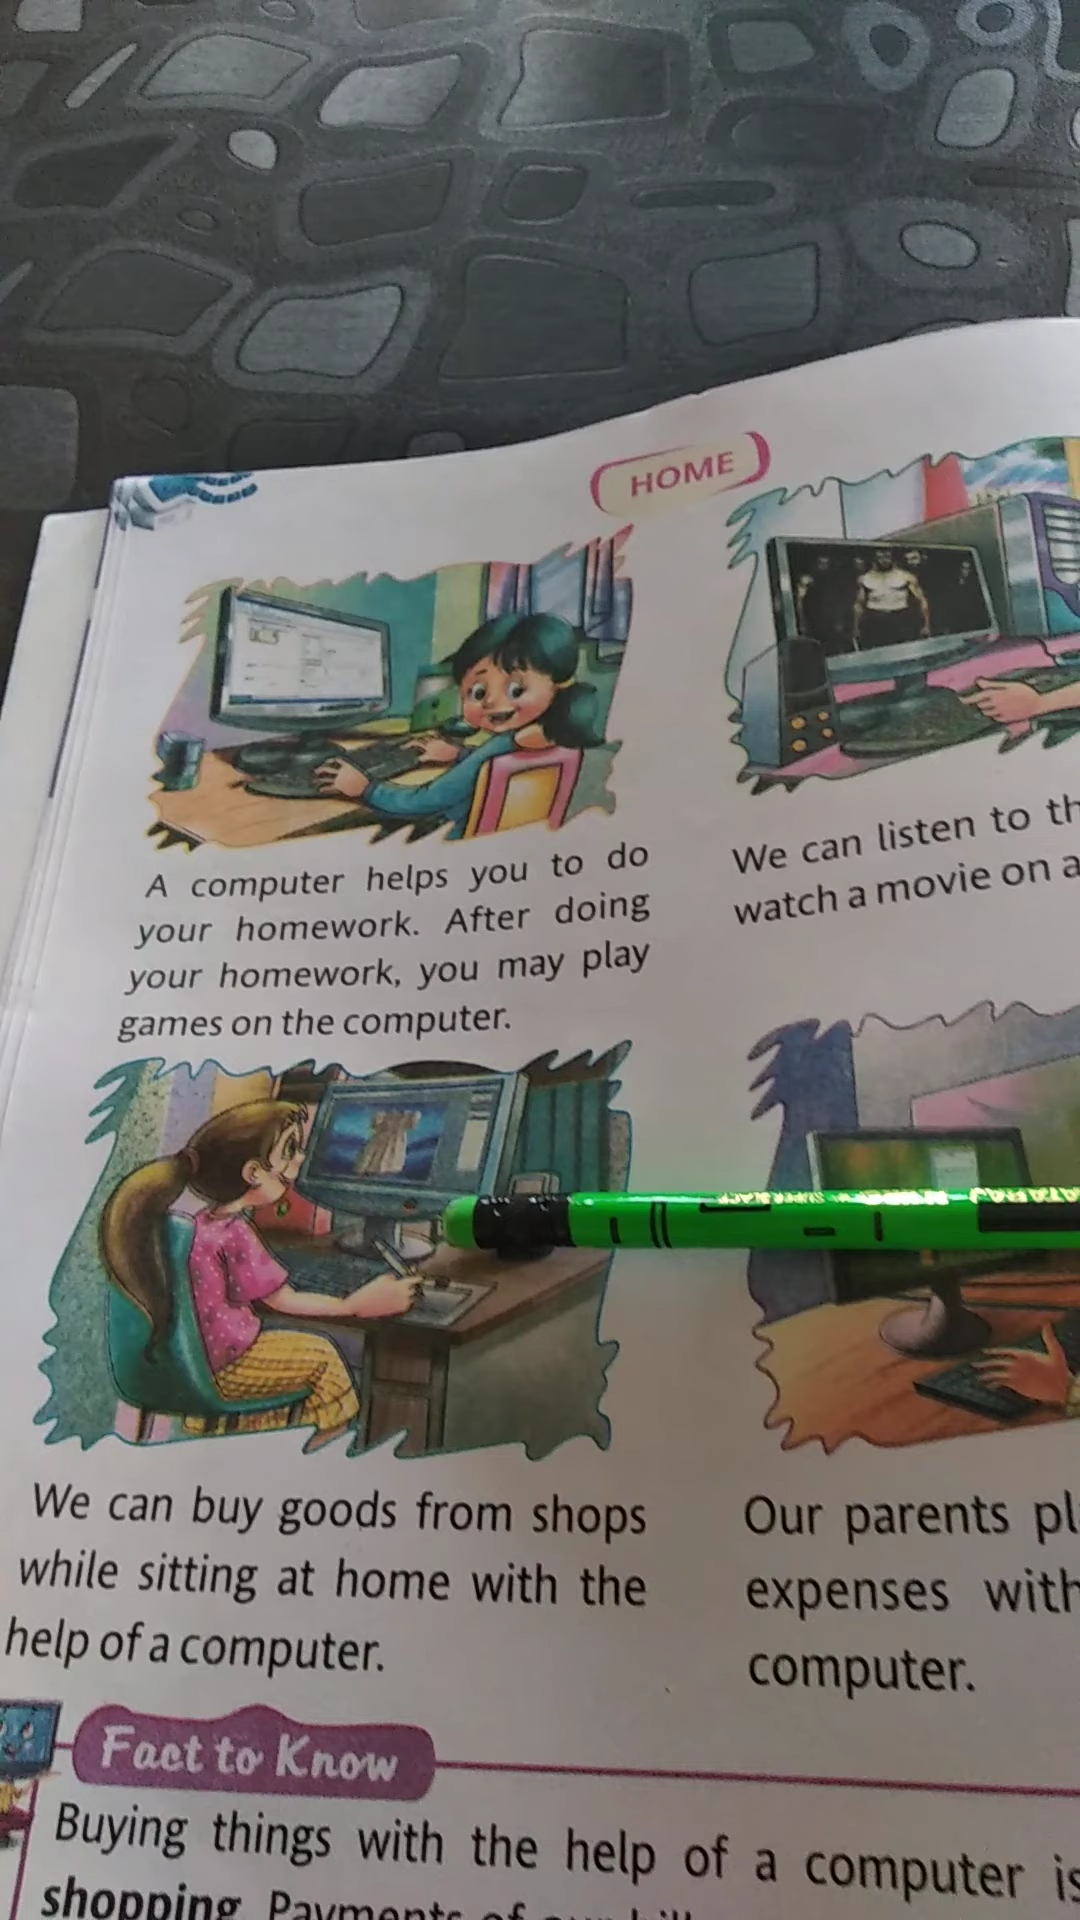 HOME
A computer helps you to do
your homework. After doing
your homework, you may play
games on the computer.
We can listen to
watch a movie on a
We can buy goods from shops
while sitting at home with the
help of a computer.
Our parents
expenses with
computer.
Fact to Know
Buying things with the help of a computer is
shopping. Payments of our